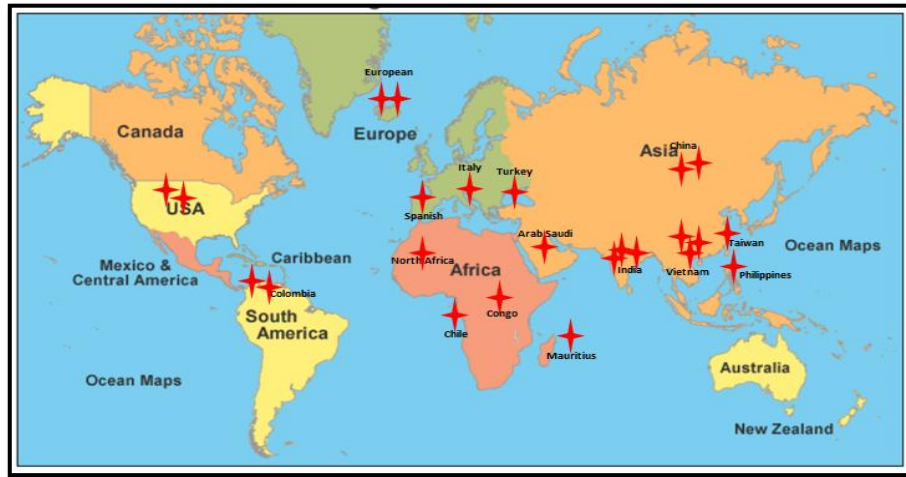 European
Canada
Europe
Asia
China
Italy
Turkey
USA
Spanish
Arab Saudi
Taiwan
Ocean Maps
North Africa
Africa
India
Vietnam
Philippines
Mexico &
Central America
Caribbean
Colombia
South
America
Congo
Chile
Mauritius
Ocean Maps
Australia
New Zealand